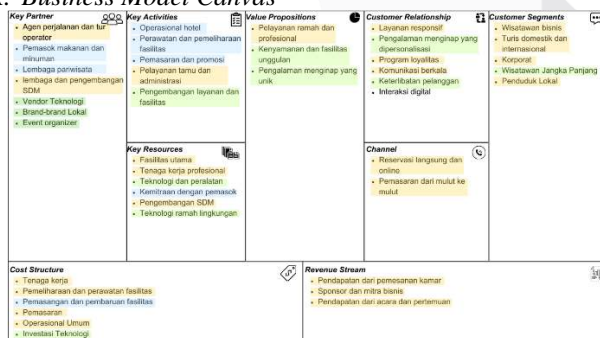 Business Model Canvas
Key Partner
• Agen perjalanan dan tur
operator
• Pemasok makanan dan
minuman
• Lembaga pariwisata
• lembaga dan pengembangan
SDM
• Vendor Teknologi
• Brand-brand Lokal
• Event organizer
Key Activities
• Operasional hotel
• Perawatan dan pemeliharaan
fasilitas
• Pemasaran dan promosi
• Pelayanan tamu dan
administrasi
• Pengembangan layanan dan
fasilitas
Key Resources
• Fasilitas utama
• Tenaga kerja profesional
• Teknologi dan peralatan
• Kemitraan dengan pemasok
• Pengembangan SDM
• Teknologi ramah lingkungan
Value Propositions
• Pelayanan ramah dan
profesional
• Kenyamanan dan fasilitas
unggulan
• Pengalaman menginap yang
unik
Customer Relationship
• Layanan responsif
• Pengalaman menginap yang
dipersonalisasi
• Program loyalitas
• Komunikasi berkala
• Keterlibatan pelanggan
• Interaksi digital
Channel
• Reservasi langsung dan
online
• Pemasaran dari mulut ke
mulut
Customer Segments
• Wisatawan bisnis
• Turis domestik dan
internasional
• Korporat
• Wisatawan Jangka Panjang
• Penduduk Lokal
Cost Structure
• Tenaga kerja
• Pemeliharaan dan perawatan fasilitas
• Pemasangan dan pembaruan fasilitas
• Pemasaran
• Operasional Umum
• Investasi Teknologi
Revenue Stream
• Pendapatan dari pemesanan kamar
• Sponsor dan mitra bisnis
• Pendapatan dari acara dan pertemuan